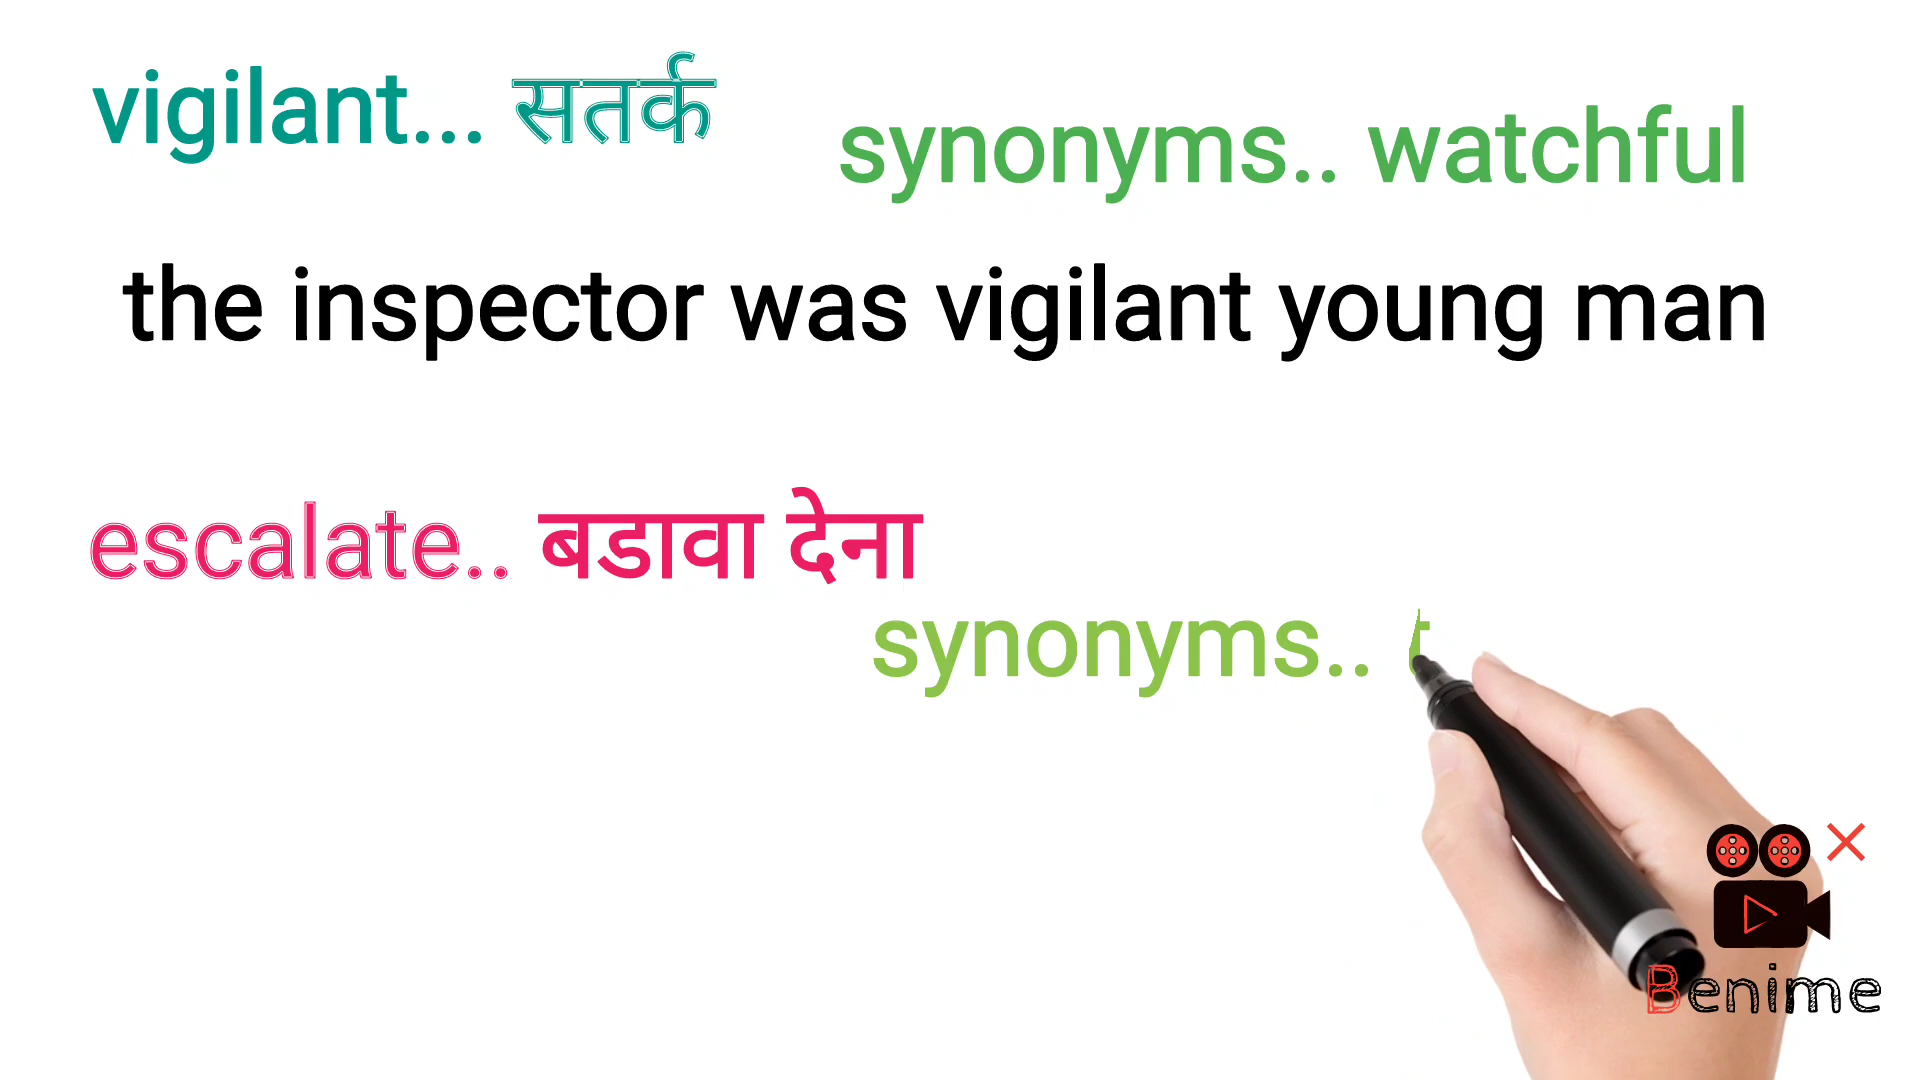 vigilant... सतर्क
synonyms.. watchful
the inspector was vigilant young man
escalate.. बडावा देना
synonyms..
Benime